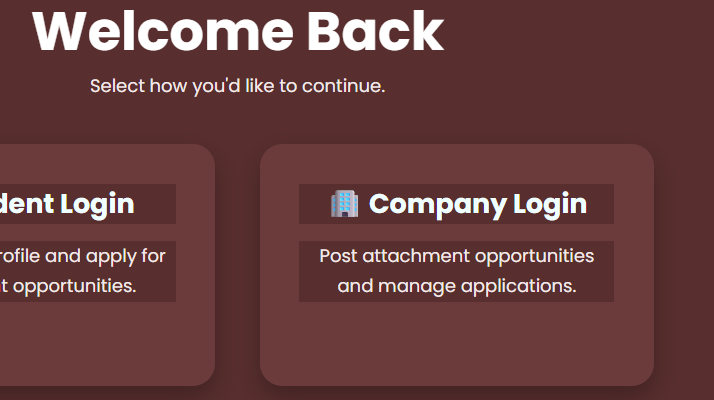 Welcome Back
Select how you'd like to continue.
dent Login
rofile and apply for
t opportunities.
🏢 Company Login
Post attachment opportunities
and manage applications.